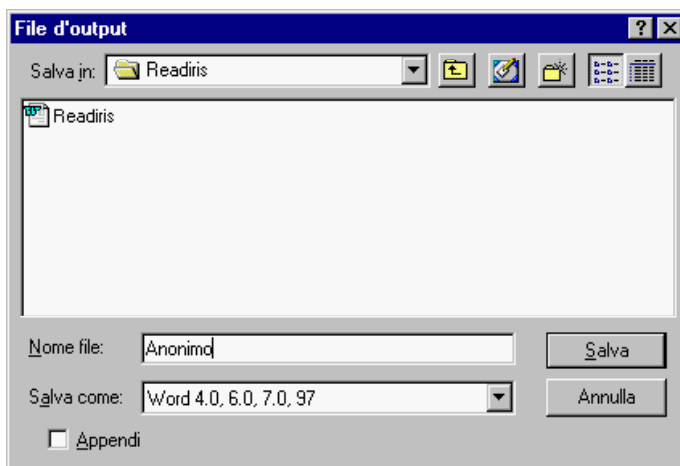 File d'output
Salva in: Readiris
Readiris
Nome file: Anonimo Salva
Salva come: Word 4.0, 6.0, 7.0, 97 Annulla
Appendi